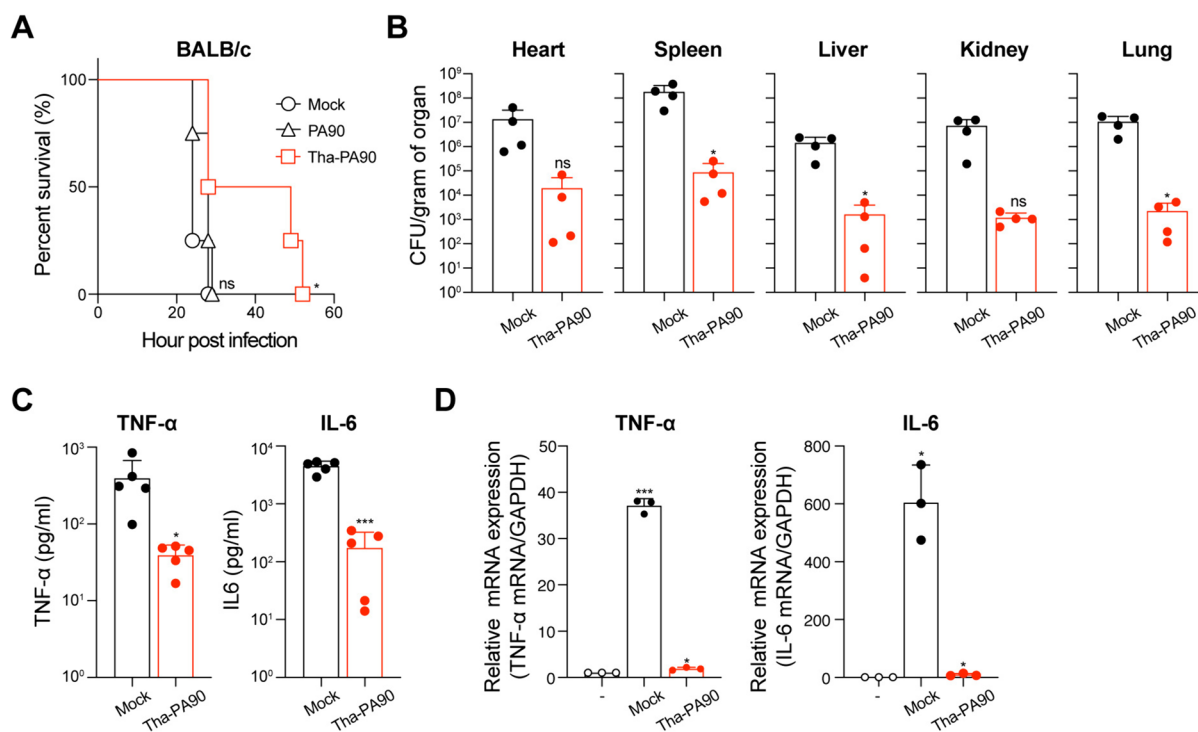 A
BALB/c
Percent survival (%)
100
50
0
0
20
40
60
Hour post infection
Mock
PA90
Tha-PA90
ns
*
B
Heart
Spleen
Liver
Kidney
Lung
CFU/gram of organ
10⁹
10⁸
10⁷
10⁶
10⁵
10⁴
10³
10²
10¹
10⁰
ns
*
*
ns
*
Mock
Tha-PA90
Mock
Tha-PA90
Mock
Tha-PA90
Mock
Tha-PA90
Mock
Tha-PA90
C
TNF-α
TNF-α (pg/ml)
10³
10²
10¹
10⁰
*
Mock
Tha-PA90
IL-6
IL6 (pg/ml)
10⁴
10³
10²
10¹
10⁰
***
Mock
Tha-PA90
D
TNF-α
Relative mRNA expression
(TNF-α mRNA/GAPDH)
50
40
30
20
10
0
***
*
-
Mock
Tha-PA90
IL-6
Relative mRNA expression
(IL-6 mRNA/GAPDH)
800
600
400
200
0
*
*
-
Mock
Tha-PA90